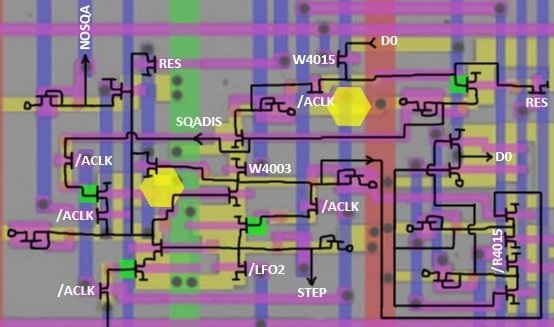 NOSQA
D0
W4015
RES
/ACLK
RES
SQADIS
/ACLK
W4003
D0
/ACLK
/ACLK
/R4015
/LFO2
/ACLK
STEP